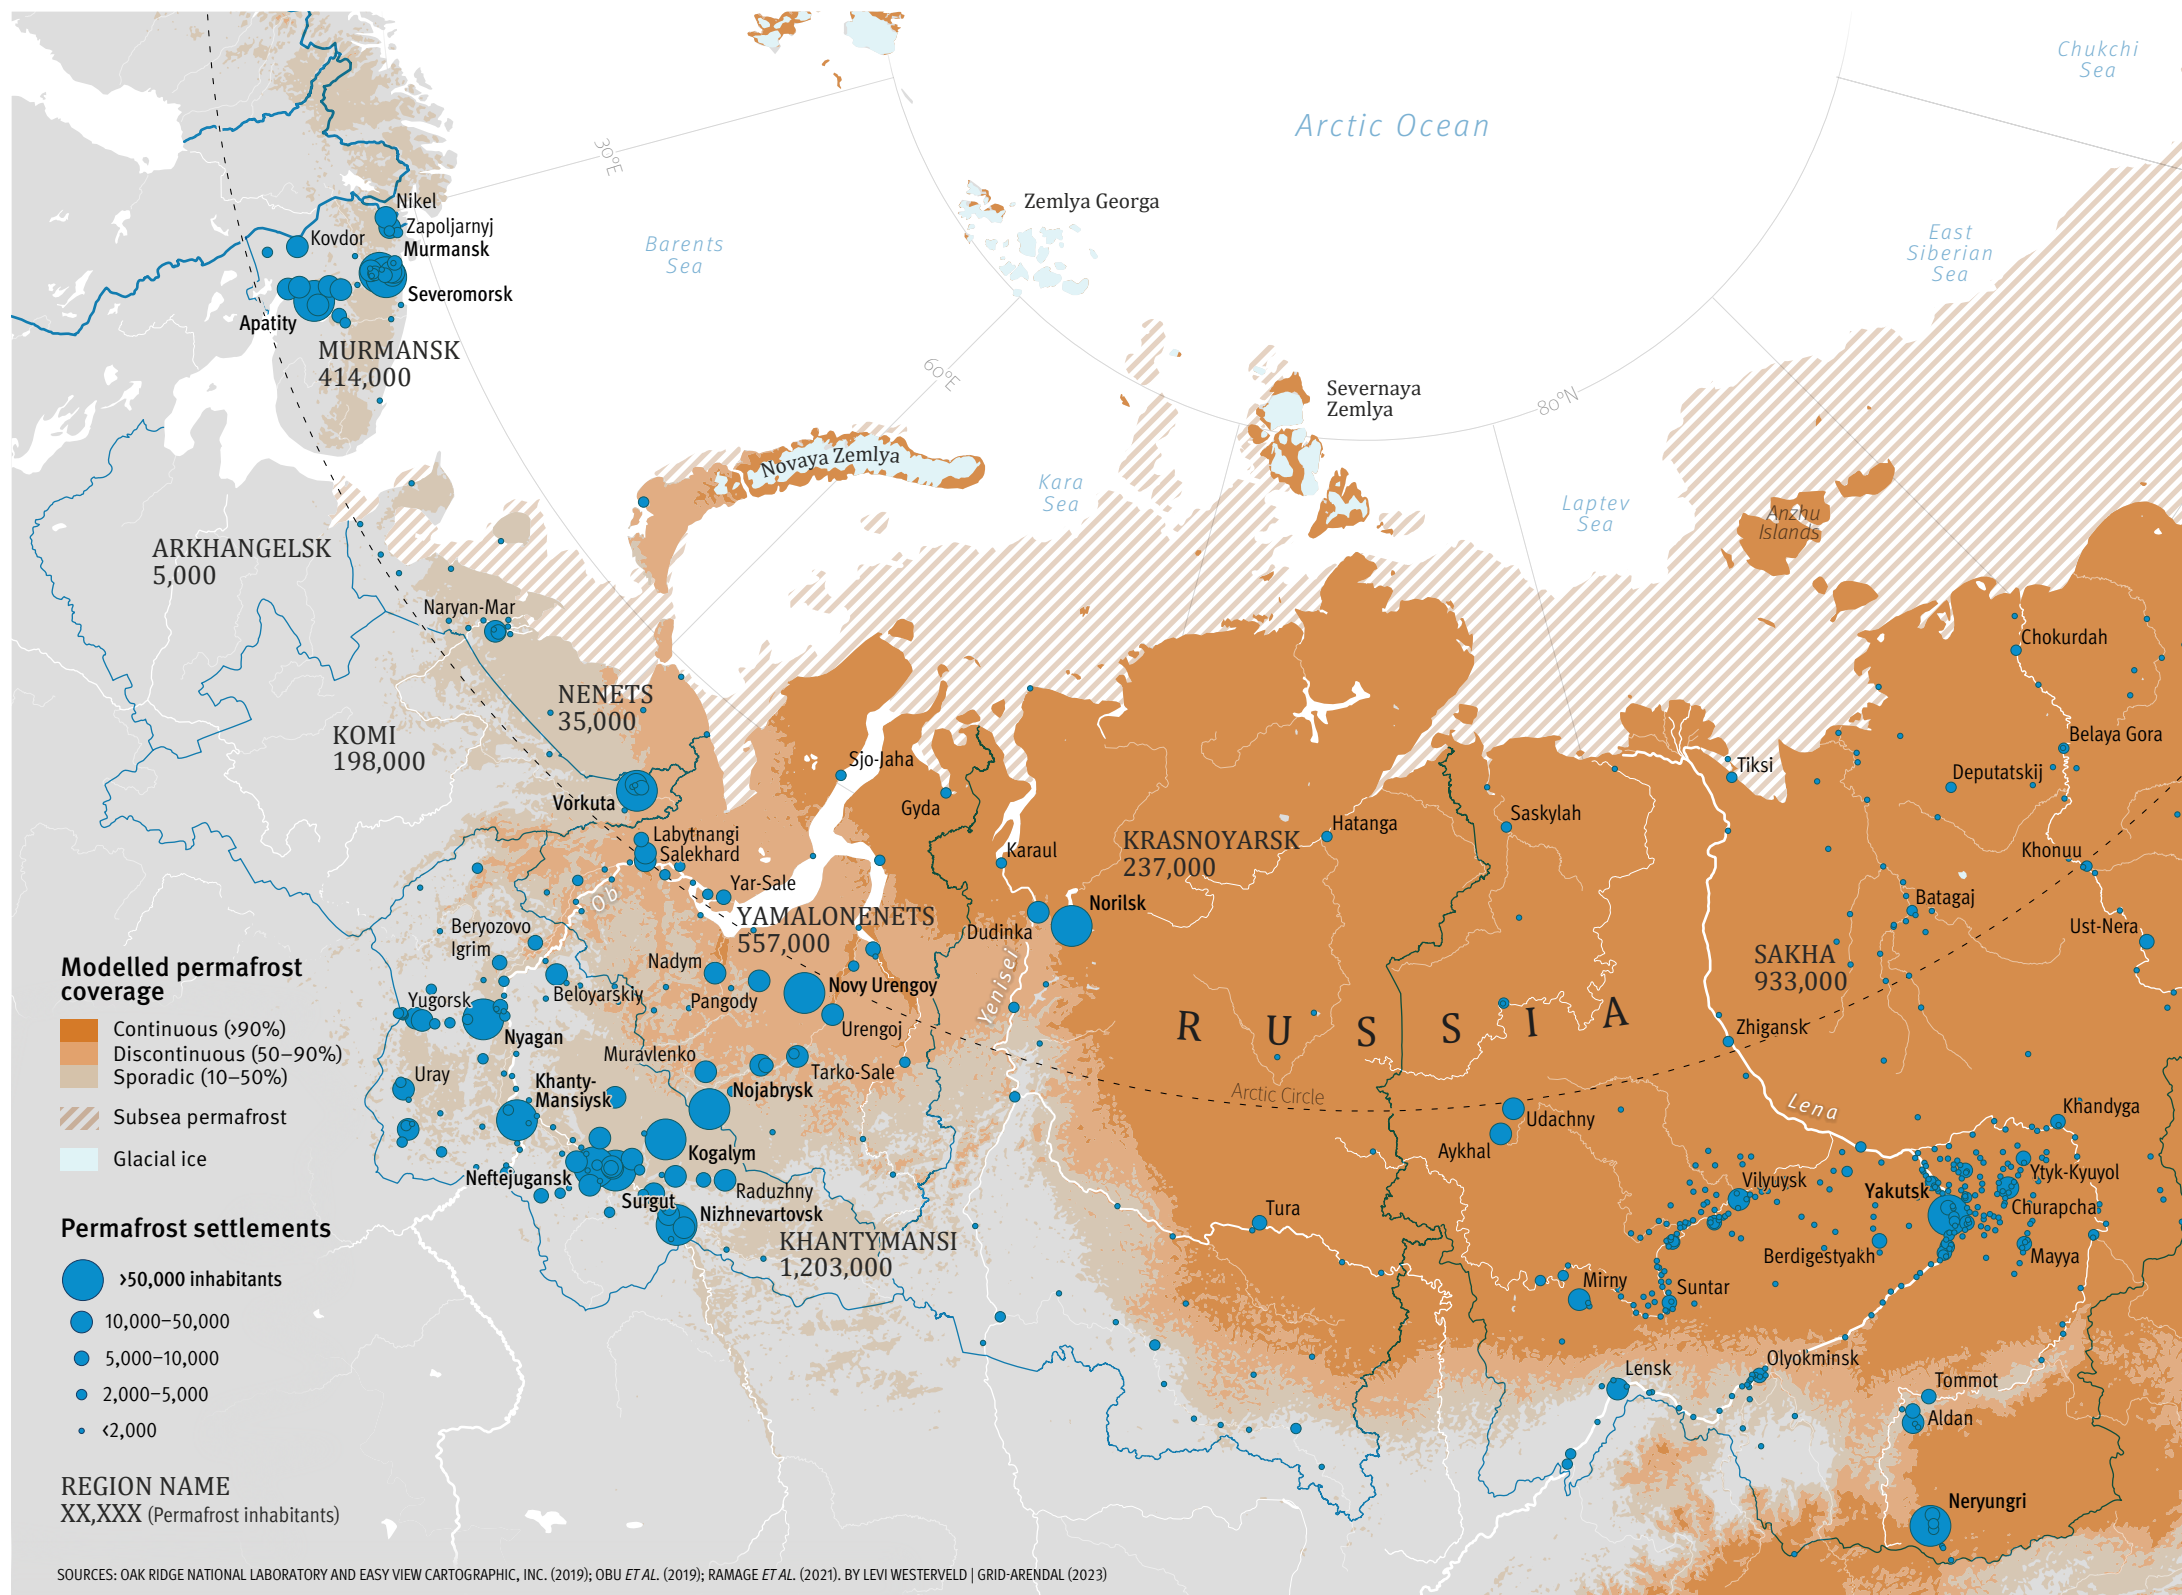 Chukchi
Sea
Arctic Ocean
30°E
Nikel
Zemlya Georga
Zapoljarnyj
Kovdor
Murmansk
Barents
Sea
East
Siberian
Sea
Severomorsk
Apatity
MURMANSK
414,000
60°E
Severnaya
Zemlya
80°N
Novaya Zemlya
Kara
Sea
Laptev
Sea
Anzhu
Islands
ARKHANGELSK
5,000
Naryan-Mar
Chokurdah
NENETS
35,000
KOMI
198,000
Belaya Gora
Sjo-Jaha
Tiksi
Deputatskij
Vorkuta
Gyda
Saskylah
Hatanga
Labytnangi
Salekhard
KRASNOYARSK
237,000
Karaul
Khonuu
Yar-Sale
Ob
Batagaj
Norilsk
YAMALONENETS
557,000
Beryozovo
Igrim
Dudinka
Ust-Nera
SAKHA
933,000
Nadym
Modelled permafrost
coverage
Continuous (>90%)
Discontinuous (50–90%)
Sporadic (10–50%)
Subsea permafrost
Glacial ice
Yugorsk
Beloyarskiy
Pangody
Novy Urengoy
Yenisei
Urengoj
RUSSIA
Zhigansk
Nyagan
Muravlenko
Tarko-Sale
Uray
Khanty-
Mansiysk
Nojabrysk
Arctic Circle
Lena
Khandyga
Udachny
Aykhal
Kogalym
Neftejugansk
Raduzhny
Vilyuysk
Yakutsk
Ytyk-Kyuyol
Surgut
Nizhnevartovsk
Tura
Churapcha
KHANTYMANSI
1,203,000
Berdigestyakh
Mayya
Permafrost settlements
>50,000 inhabitants
10,000–50,000
5,000–10,000
2,000–5,000
<2,000
Mirny
Suntar
Lensk
Olyokminsk
Tommot
Aldan
Neryungri
REGION NAME
XX,XXX (Permafrost inhabitants)
SOURCES: OAK RIDGE NATIONAL LABORATORY AND EASY VIEW CARTOGRAPHIC, INC. (2019); OBU ET AL. (2019); RAMAGE ET AL. (2021). BY LEVI WESTERVELD | GRID-ARENDAL (2023)